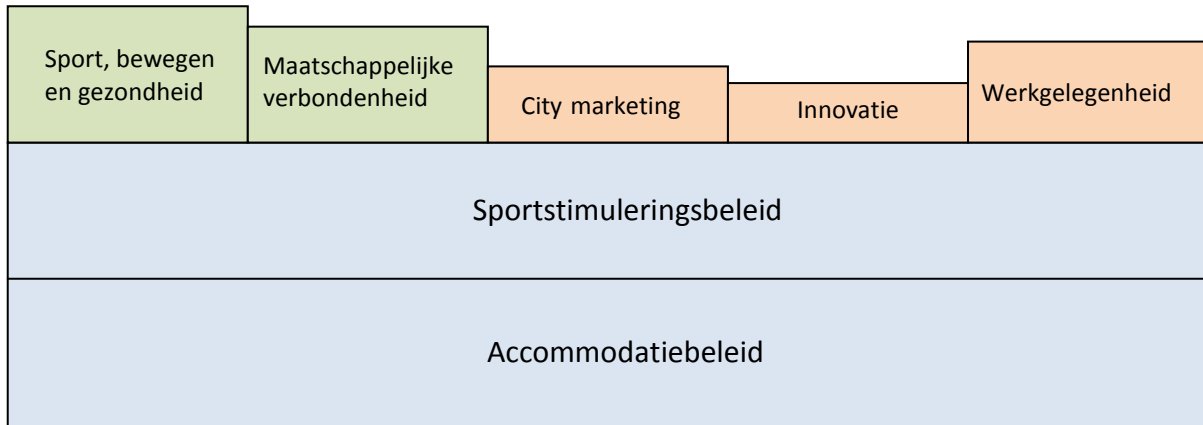 Sport, bewegen
en gezondheid
Maatschappelijke
verbondenheid
City marketing
Innovatie
Werkgelegenheid
Sportstimuleringsbeleid
Accommodatiebeleid